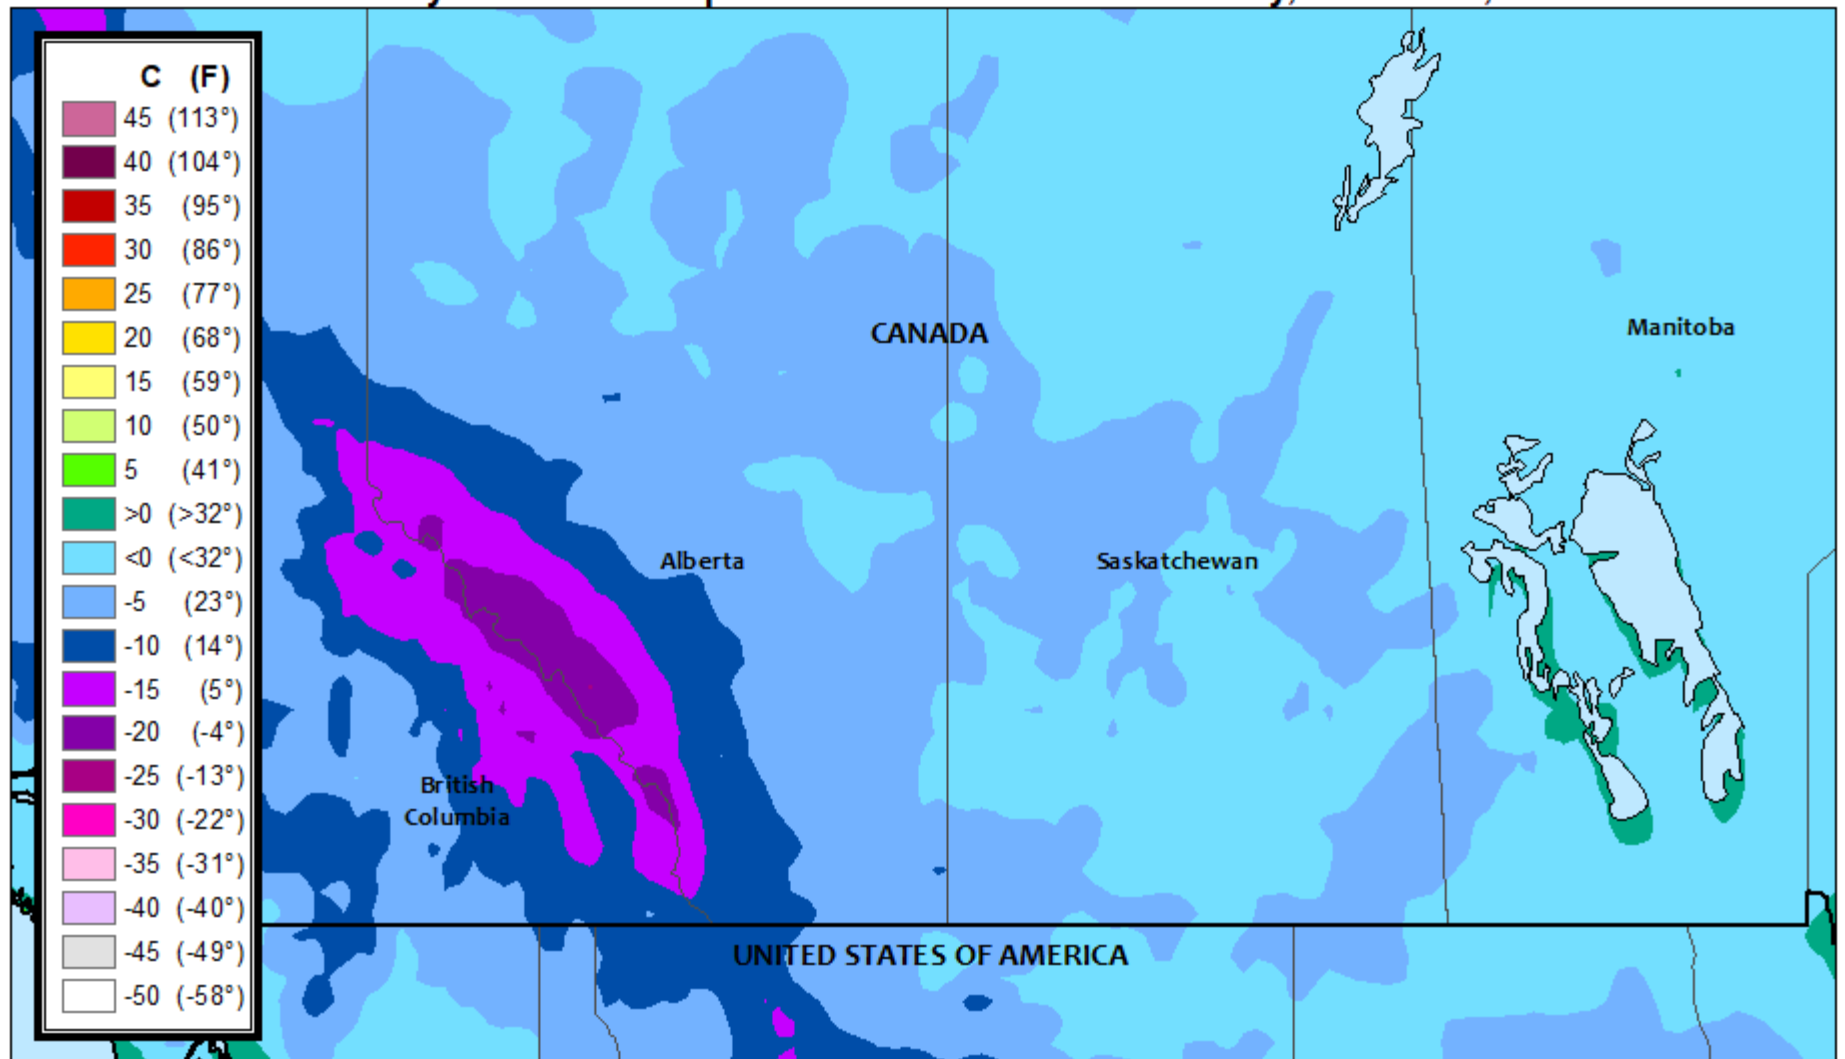 C (F)
45 (113°)
40 (104°)
35 (95°)
30 (86°)
25 (77°)
20 (68°)
15 (59°)
10 (50°)
5 (41°)
>0 (>32°)
<0 (<32°)
-5 (23°)
-10 (14°)
-15 (5°)
-20 (-4°)
-25 (-13°)
-30 (-22°)
-35 (-31°)
-40 (-40°)
-45 (-49°)
-50 (-58°)
CANADA
Manitoba
Alberta
Saskatchewan
British
Columbia
UNITED STATES OF AMERICA